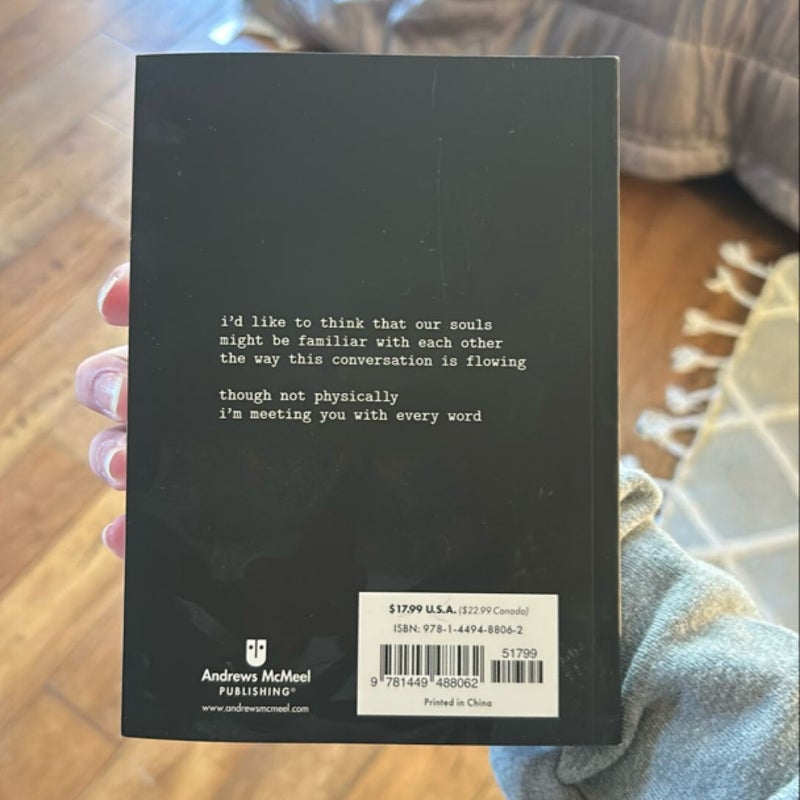 i'd like to think that our souls
might be familiar with each other
the way this conversation is flowing
though not physically
i'm meeting you with every word
Andrews McMeel
PUBLISHING®
www.andrewsmcmeel.com
$17.99 U.S.A. ($22.99 Canada)
ISBN: 978-1-4494-8806-2
51799
9 781449 488062
Printed in China